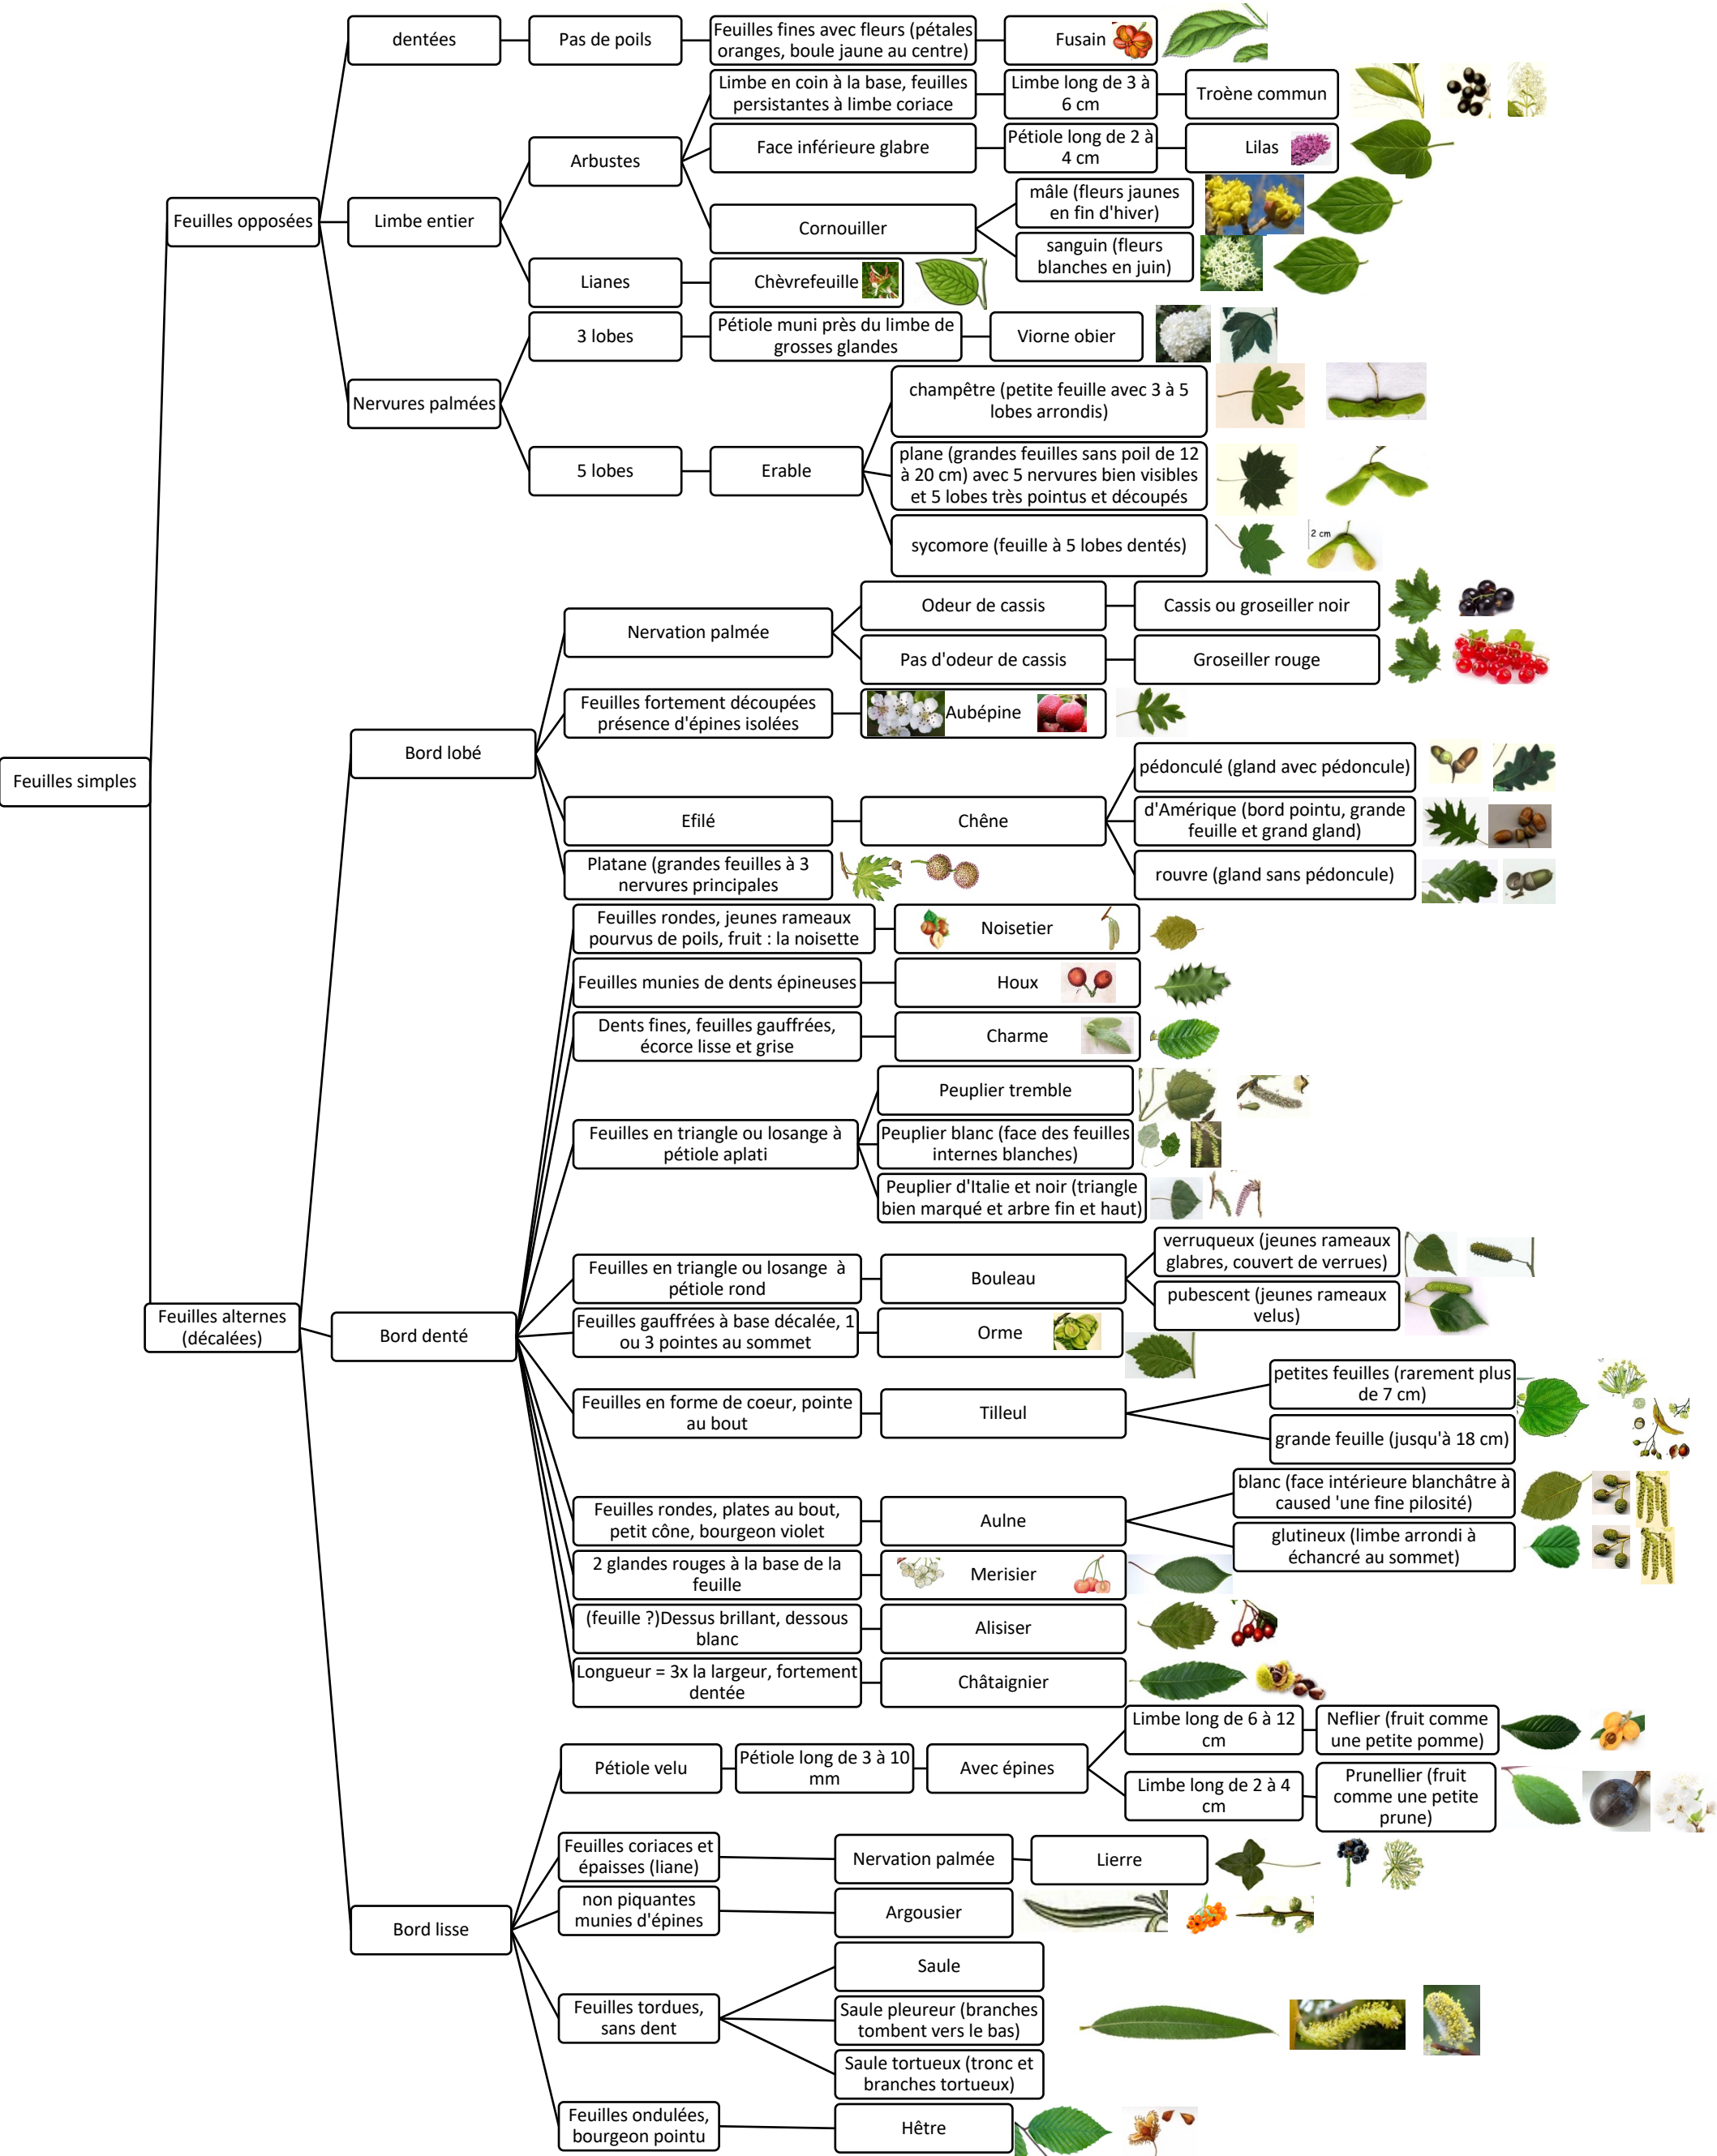 dentées
Pas de poils
Feuilles fines avec fleurs (pétales
oranges, boule jaune au centre)
Fusain
Feuilles opposées
Limbe entier
Arbustes
Limbe en coin à la base, feuilles
persistantes à limbe coriace
Limbe long de 3 à
6 cm
Troène commun
Face inférieure glabre
Pétiole long de 2 à
4 cm
Lilas
Cornouiller
mâle (fleurs jaunes
en fin d'hiver)
sanguin (fleurs
blanches en juin)
Lianes
Chèvrefeuille
Nervures palmées
3 lobes
Pétiole muni près du limbe de
grosses glandes
Viorne obier
5 lobes
Erable
champêtre (petite feuille avec 3 à 5
lobes arrondis)
plane (grandes feuilles sans poil de 12
à 20 cm) avec 5 nervures bien visibles
et 5 lobes très pointus et découpés
sycomore (feuille à 5 lobes dentés)
2 cm
Feuilles simples
Bord lobé
Nervation palmée
Odeur de cassis
Cassis ou groseiller noir
Pas d'odeur de cassis
Groseiller rouge
Feuilles fortement découpées
présence d'épines isolées
Aubépine
Efilé
Chêne
pédonculé (gland avec pédoncule)
d'Amérique (bord pointu, grande
feuille et grand gland)
rouvre (gland sans pédoncule)
Platane (grandes feuilles à 3
nervures principales
Feuilles alternes
(décalées)
Bord denté
Feuilles rondes, jeunes rameaux
pourvus de poils, fruit : la noisette
Noisetier
Feuilles munies de dents épineuses
Houx
Dents fines, feuilles gauffrées,
écorce lisse et grise
Charme
Feuilles en triangle ou losange à
pétiole aplati
Peuplier tremble
Peuplier blanc (face des feuilles
internes blanches)
Peuplier d'Italie et noir (triangle
bien marqué et arbre fin et haut)
Feuilles en triangle ou losange à
pétiole rond
Bouleau
verruqueux (jeunes rameaux
glabres, couvert de verrues)
pubescent (jeunes rameaux
velus)
Feuilles gauffrées à base décalée, 1
ou 3 pointes au sommet
Orme
Feuilles en forme de coeur, pointe
au bout
Tilleul
petites feuilles (rarement plus
de 7 cm)
grande feuille (jusqu'à 18 cm)
Feuilles rondes, plates au bout,
petit cône, bourgeon violet
Aulne
blanc (face intérieure blanchâtre à
caused 'une fine pilosité)
glutineux (limbe arrondi à
échancré au sommet)
2 glandes rouges à la base de la
feuille
Merisier
(feuille ?)Dessus brillant, dessous
blanc
Alisiser
Longueur = 3x la largeur, fortement
dentée
Châtaignier
Bord lisse
Pétiole velu
Pétiole long de 3 à 10
mm
Avec épines
Limbe long de 6 à 12
cm
Neflier (fruit comme
une petite pomme)
Limbe long de 2 à 4
cm
Prunellier (fruit
comme une petite
prune)
Feuilles coriaces et
épaisses (liane)
Nervation palmée
Lierre
non piquantes
munies d'épines
Argousier
Feuilles tordues,
sans dent
Saule
Saule pleureur (branches
tombent vers le bas)
Saule tortueux (tronc et
branches tortueux)
Feuilles ondulées,
bourgeon pointu
Hêtre